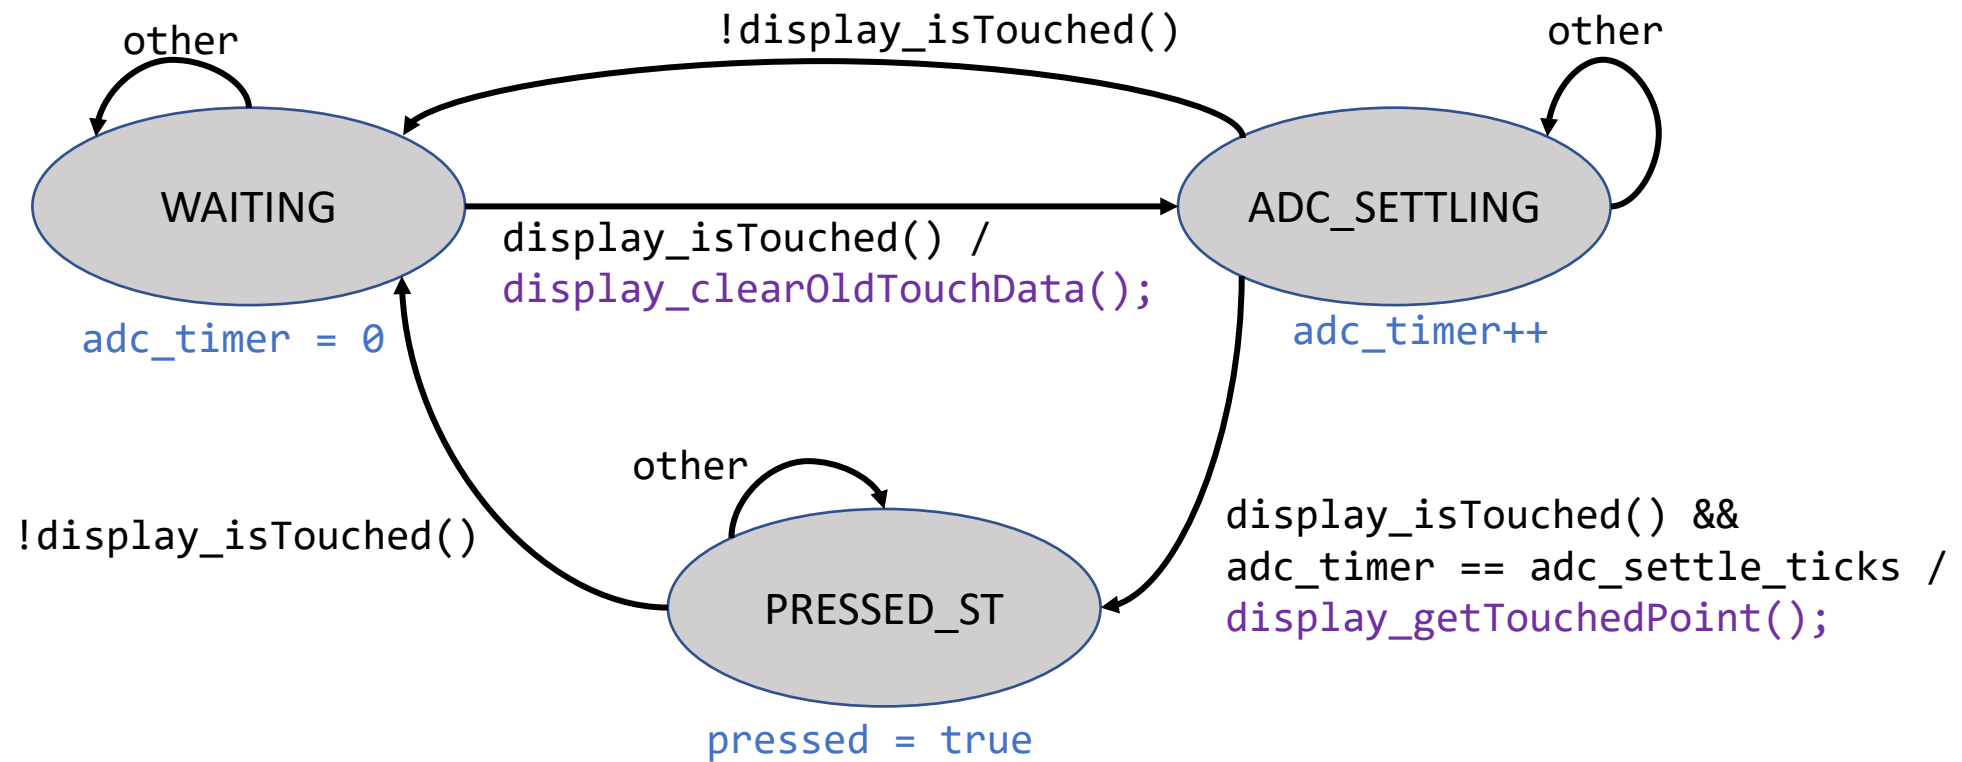 other
!display_isTouched()
other
WAITING
ADC_SETTLING
display_isTouched() /
display_clearOldTouchData();
adc_timer = 0
adc_timer++
other
!display_isTouched()
PRESSED_ST
display_isTouched() &&
adc_timer == adc_settle_ticks /
display_getTouchedPoint();
pressed = true